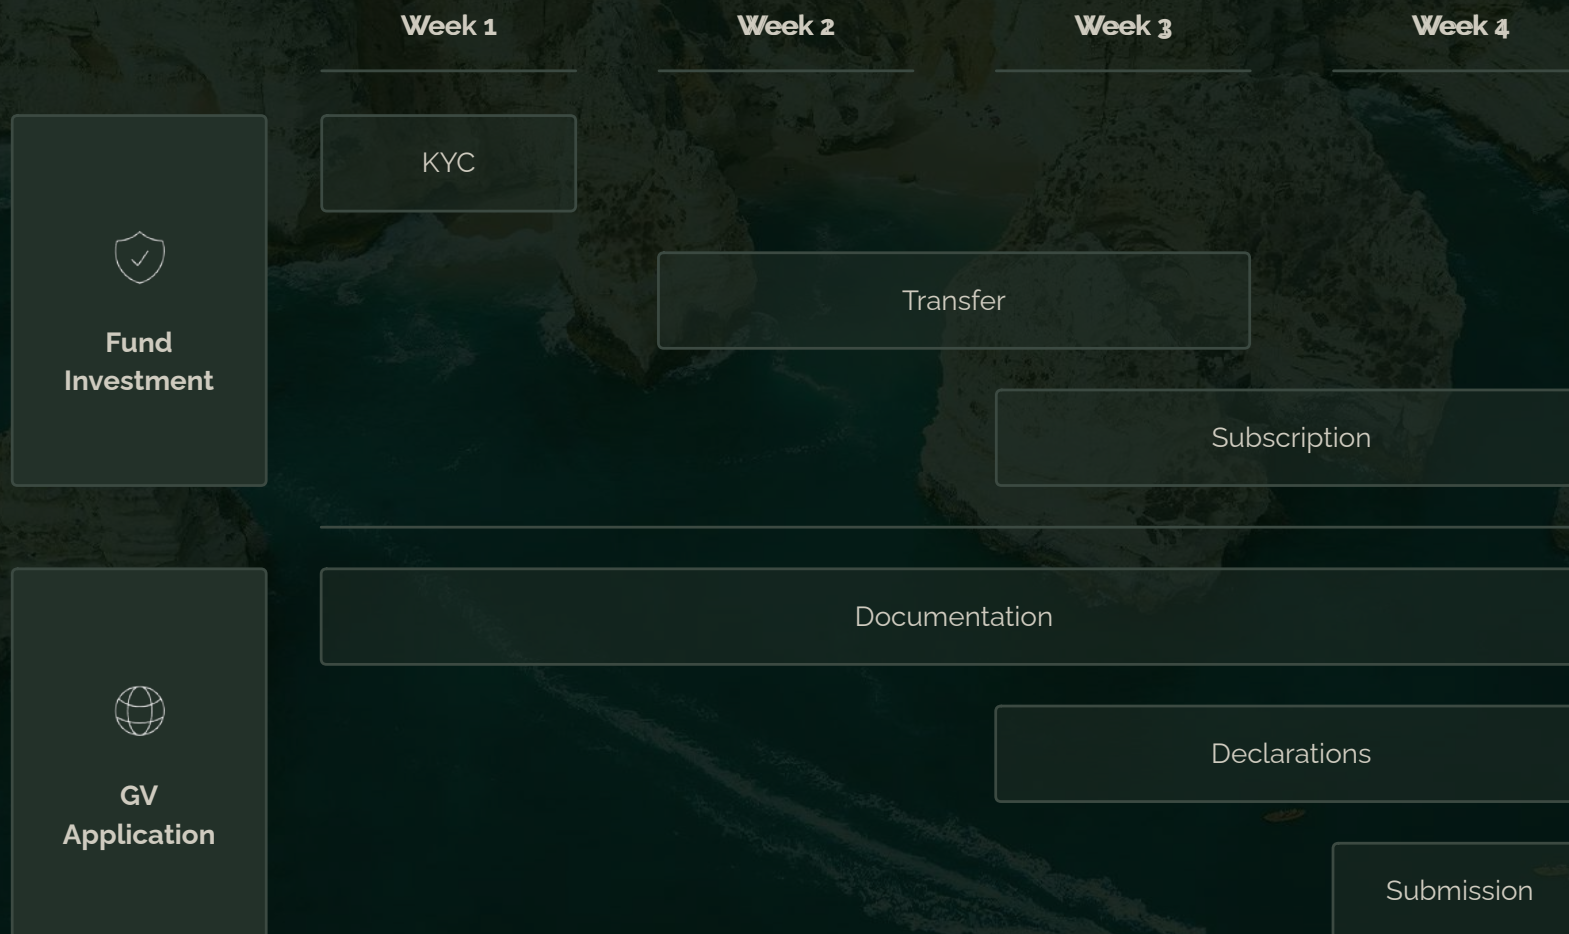 Week 1
Week 2
Week 3
Week 4
KYC
Transfer
Fund
Investment
Subscription
Documentation
Declarations
GV
Application
Submission